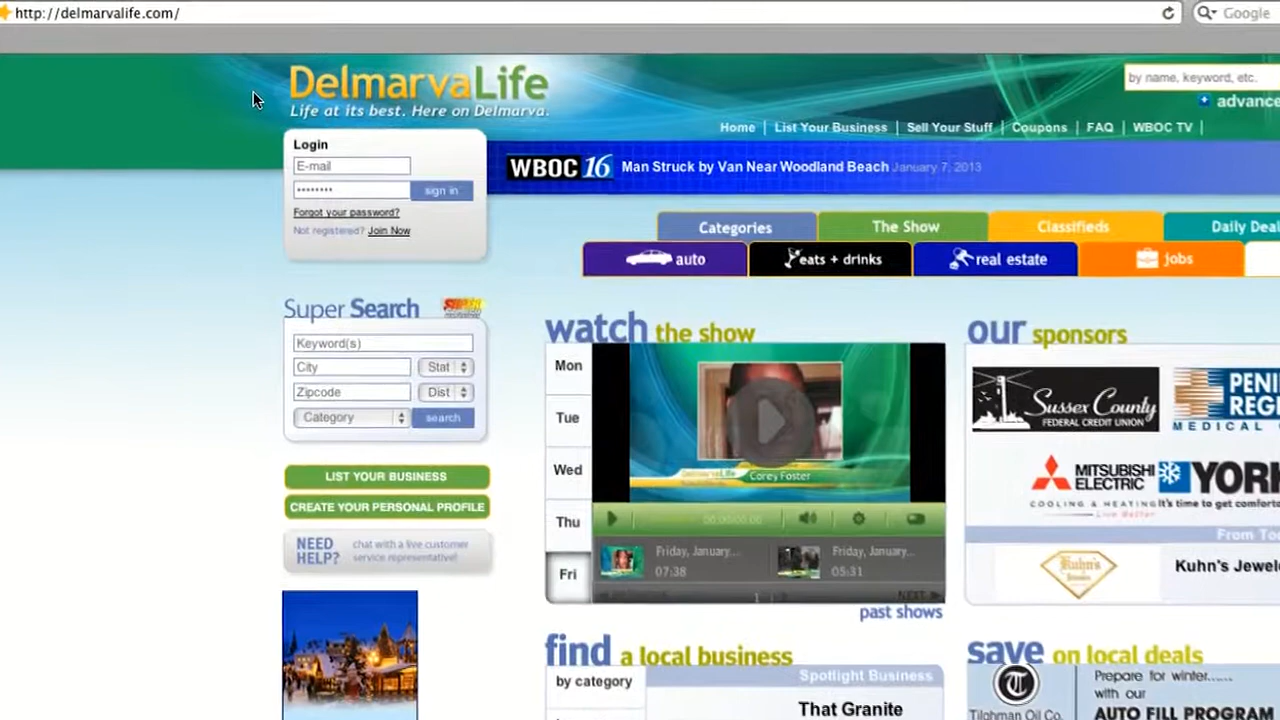 http://delmarvalife.com/
Google
DelmarvaLife
Life at its best. Here on Delmarva.
by name, keyword, etc.
advance
Home | List Your Business | Sell Your Stuff | Coupons | FAQ | WBOC TV |
Login
E-mail
••••••••
sign in
Forgot your password?
Not registered? Join Now
WBOC 16 Man Struck by Van Near Woodland Beach January 7, 2013
Categories
The Show
Classifieds
Daily Deal
auto
eats + drinks
real estate
jobs
Super Search
Keyword(s)
City
Stat
Zipcode
Dist
Category
search
LIST YOUR BUSINESS
CREATE YOUR PERSONAL PROFILE
NEED HELP?
chat with a live customer
service representative!
watch the show
Mon
Tue
Wed
Thu
Fri
DelmarvaLife
Corey Foster
00:00/00:00
Friday, January...
07:38
Friday, January...
05:31
1
NEXT
past shows
our sponsors
Sussex County
FEDERAL CREDIT UNION
PENI
REGI
MEDICAL
MITSUBISHI
ELECTRIC
COOLING & HEATING
Live Better
YORK
It's time to get comforta
From To
Kuhn's
Kuhn's Jewele
find a local business
by category
Spotlight Business
That Granite
save on local deals
T
Tilghman Oil Co.
Prepare for winter......
with our
AUTO FILL PROGRAM